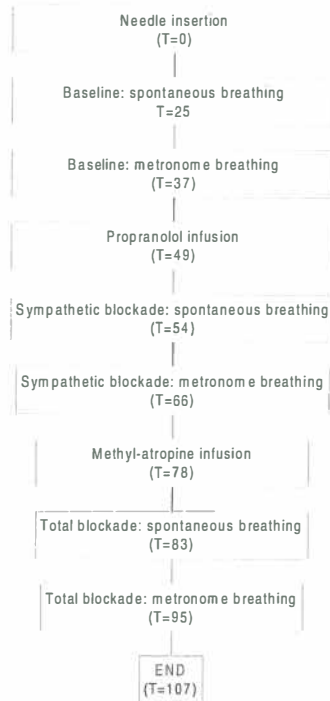 Needle insertion
(T=0)
Baseline: spontaneous breathing
T=25
Baseline: metronome breathing
(T=37)
Propranolol infusion
(T=49)
Sympathetic blockade: spontaneous breathing
(T=54)
Sympathetic blockade: metronome breathing
(T=66)
Methyl-atropine infusion
(T=78)
Total blockade: spontaneous breathing
(T=83)
Total blockade: metronome breathing
(T=95)
END
(T=107)